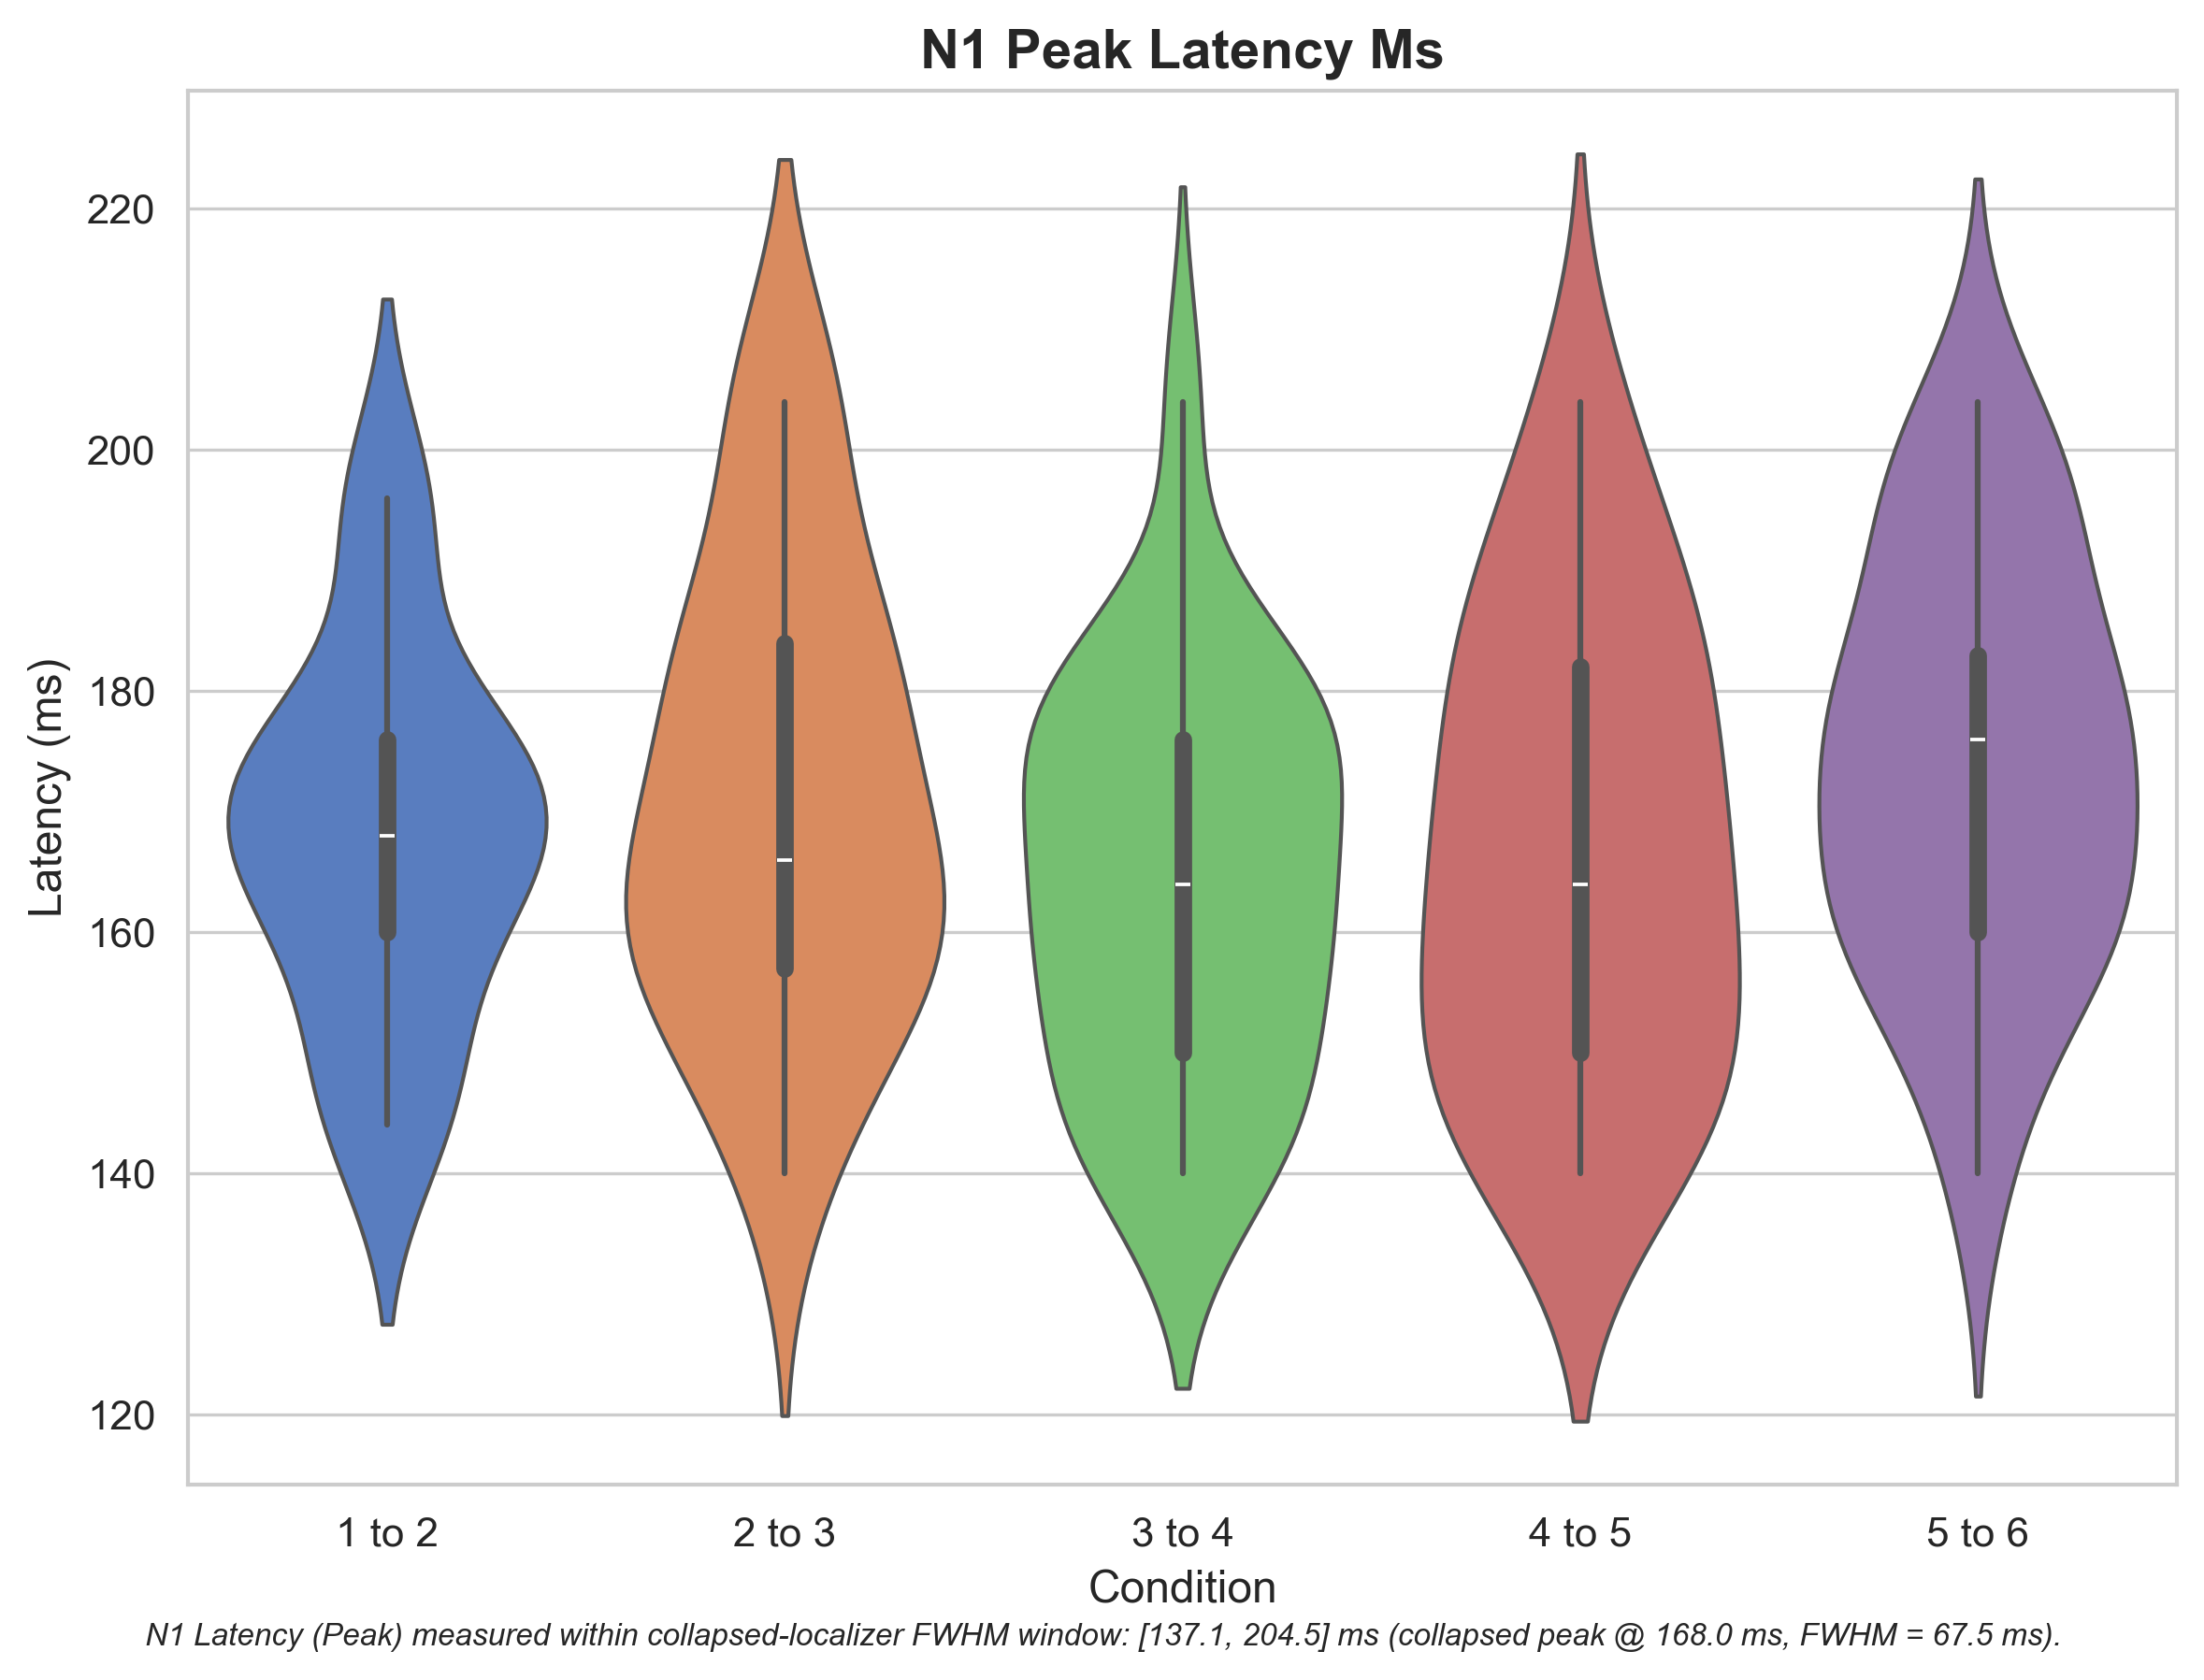 N1 Peak Latency Ms
Latency (ms)
220
200
180
160
140
120
1 to 2
2 to 3
3 to 4
4 to 5
5 to 6
Condition
N1 Latency (Peak) measured within collapsed-localizer FWHM window: [137.1, 204.5] ms (collapsed peak @ 168.0 ms, FWHM = 67.5 ms).